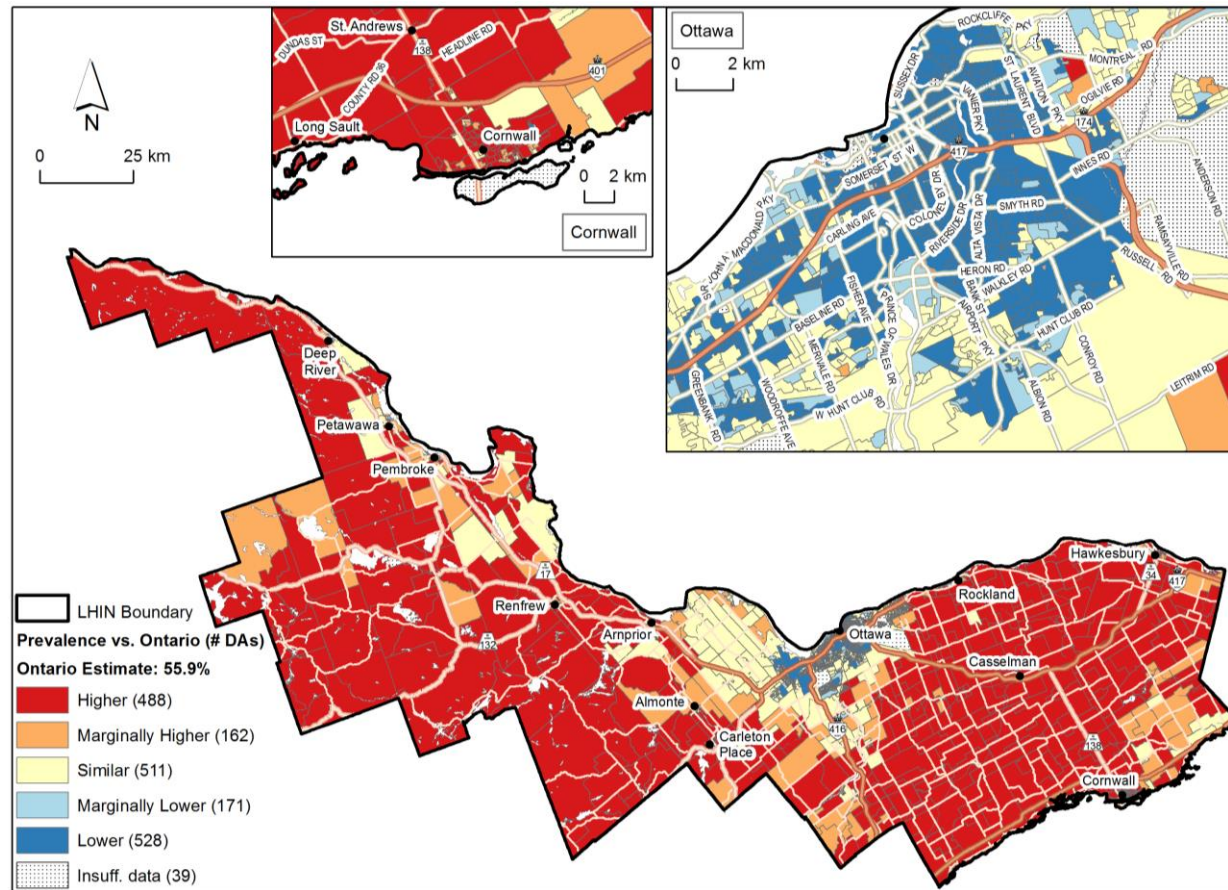 N
0 25 km
St. Andrews
DUNDAS ST
138
HEADLINE RD
COUNTY RD 36
401
Long Sault
Cornwall
0 2 km
Cornwall
Ottawa
0 2 km
ROCKCLIFFE PKY
SUSSEX DR
ST LAURENT BLVD
AVIATION PKY
MONTREAL RD
OGILVIE RD
VANIER PKY
174
417
SOMERSET ST W
INNES RD
ANDERSON RD
SIR JOHN A MACDONALD PKY
CARLING AVE
COLONEL BY DR
RIVERSIDE DR
ALTA VISTA DR
SMYTH RD
RAMSAYVILLE RD
RUSSELL RD
HERON RD
WALKLEY RD
BASELINE RD
FISHER AVE
PRINCE OF WALES DR
BANK ST
AIRPORT PKY
HUNT CLUB RD
GREENBANK RD
WOODROFFE AVE
MERIVALE RD
W HUNT CLUB RD
ALBION RD
CONROY RD
LEITRIM RD
Deep
River
Petawawa
Pembroke
17
Renfrew
132
Arnprior
Almonte
Carleton
Place
Ottawa
416
Rockland
Hawkesbury
34
417
Casselman
138
Cornwall
LHIN Boundary
Prevalence vs. Ontario (# DAs)
Ontario Estimate: 55.9%
Higher (488)
Marginally Higher (162)
Similar (511)
Marginally Lower (171)
Lower (528)
Insuff. data (39)